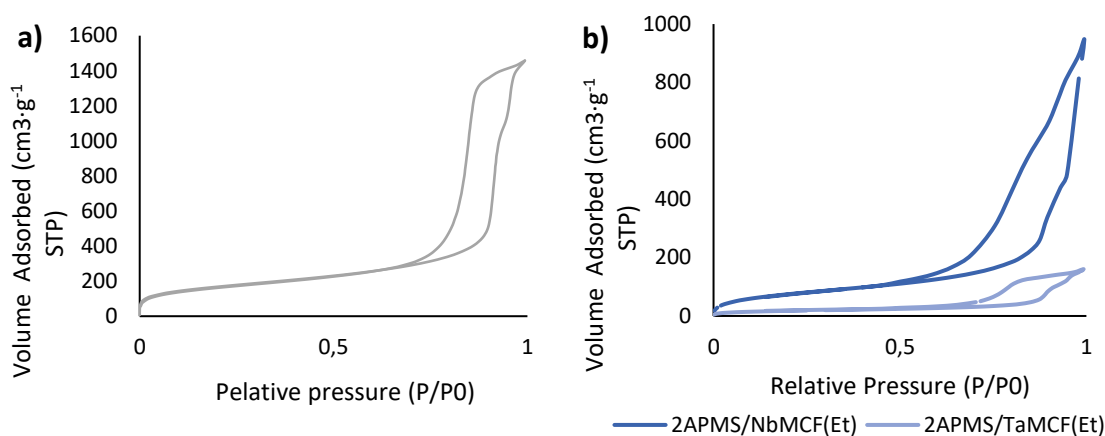 a)
Volume Adsorbed (cm3·g⁻¹
STP)
1600
1400
1200
1000
800
600
400
200
0
0
0,5
1
Pelative pressure (P/P0)
b)
Volume Adsorbed (cm3·g⁻¹
STP)
1000
800
600
400
200
0
0
0,5
1
Relative Pressure (P/P0)
2APMS/NbMCF(Et) 2APMS/TaMCF(Et)